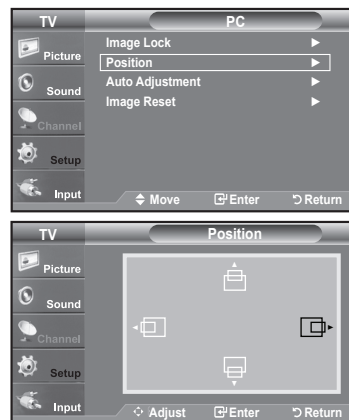 TV PC
Picture
Sound
Channel
Setup
Input
Image Lock
Position
Auto Adjustment
Image Reset
Move Enter Return
TV Position
Picture
Sound
Channel
Setup
Input
Adjust Enter Return